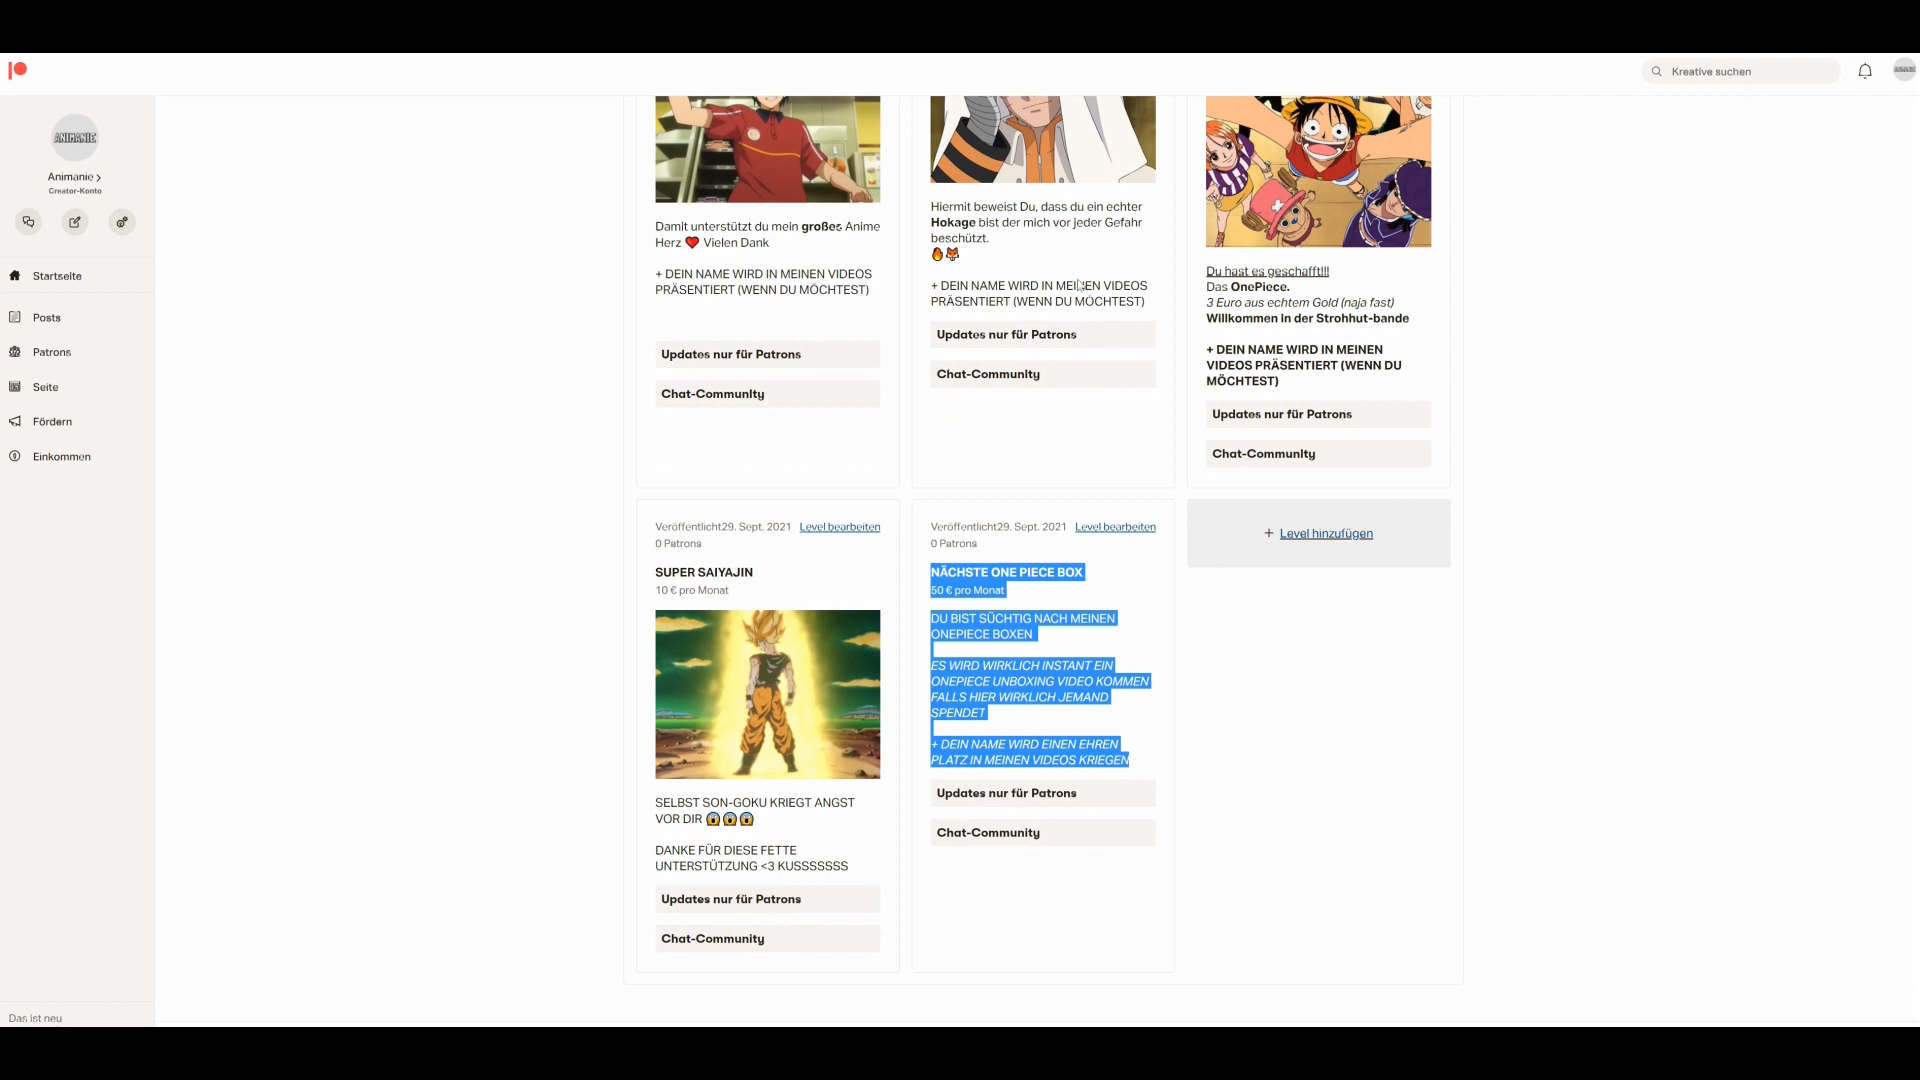 Kreative suchen
ANIMANIE
ANIMANIE
Animanie >
Creator-Konto
Startseite
Posts
Patrons
Seite
Fördern
Einkommen
Das ist neu
Damit unterstützt du mein großes Anime
Herz ❤️ Vielen Dank
+ DEIN NAME WIRD IN MEINEN VIDEOS
PRÄSENTIERT (WENN DU MÖCHTEST)
Updates nur für Patrons
Chat-Community
Hiermit beweist Du, dass du ein echter
Hokage bist der mich vor jeder Gefahr
beschützt.
🔥🦊
+ DEIN NAME WIRD IN MEINEN VIDEOS
PRÄSENTIERT (WENN DU MÖCHTEST)
Updates nur für Patrons
Chat-Community
Du hast es geschafft!!!
Das OnePiece.
3 Euro aus echtem Gold (naja fast)
Willkommen in der Strohhut-bande
+ DEIN NAME WIRD IN MEINEN
VIDEOS PRÄSENTIERT (WENN DU
MÖCHTEST)
Updates nur für Patrons
Chat-Community
Veröffentlicht29. Sept. 2021 Level bearbeiten
0 Patrons
SUPER SAIYAJIN
10 € pro Monat
SELBST SON-GOKU KRIEGT ANGST
VOR DIR 😱😱😱
DANKE FÜR DIESE FETTE
UNTERSTÜTZUNG <3 KUSSSSSSS
Updates nur für Patrons
Chat-Community
Veröffentlicht29. Sept. 2021 Level bearbeiten
0 Patrons
NÄCHSTE ONE PIECE BOX
50 € pro Monat
DU BIST SÜCHTIG NACH MEINEN
ONEPIECE BOXEN
ES WIRD WIRKLICH INSTANT EIN
ONEPIECE UNBOXING VIDEO KOMMEN
FALLS HIER WIRKLICH JEMAND
SPENDET
+ DEIN NAME WIRD EINEN EHREN
PLATZ IN MEINEN VIDEOS KRIEGEN
Updates nur für Patrons
Chat-Community
+ Level hinzufügen